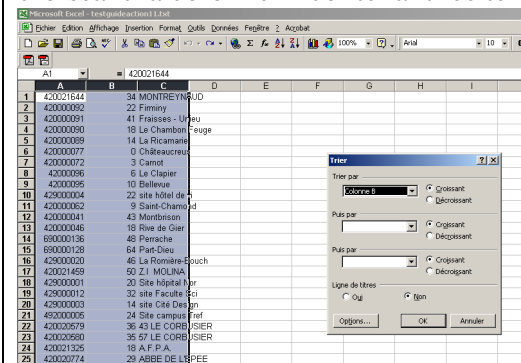 Microsoft Excel - testguideaction11.txt
Fichier Edition Affichage Insertion Format Outils Données Fenêtre ? Acrobat
100% Arial 10
A1 = 420021644
A B C D E F G H I
1 420021644 34 MONTREYNAUD
2 420000092 22 Firminy
3 420000091 41 Fraisses - Unieu
4 420000090 18 Le Chambon Feuge
5 420000089 14 La Ricamarie
6 420000077 0 Châteaucreux
7 420000072 3 Carnot
8 420000096 6 Le Clapier
9 42000095 10 Bellevue
10 429000004 22 site hôtel de
11 420000062 9 Saint-Chamond
12 420000041 43 Montbrison
13 420000046 18 Rive de Gier
14 690000136 48 Perrache
15 690000128 64 Part-Dieu
16 429000020 46 La Romière-Bouch
17 420021459 50 Z.I MOLINA
18 429000001 20 Site hôpital Nor
19 429000012 32 site Faculté Sci
20 429000003 14 site Cité Design
21 492000005 24 Site campus Tref
22 420020579 36 43 LE CORBUSIER
23 420020580 35 57 LE CORBUSIER
24 420021325 18 A.F.P.A.
25 420020774 29 ABBE DE L'EPEE
Trier
Trier par
Colonne B
Croissant
Décroissant
Puis par
Croissant
Décroissant
Puis par
Croissant
Décroissant
Ligne de titres
Oui Non
Options... OK Annuler